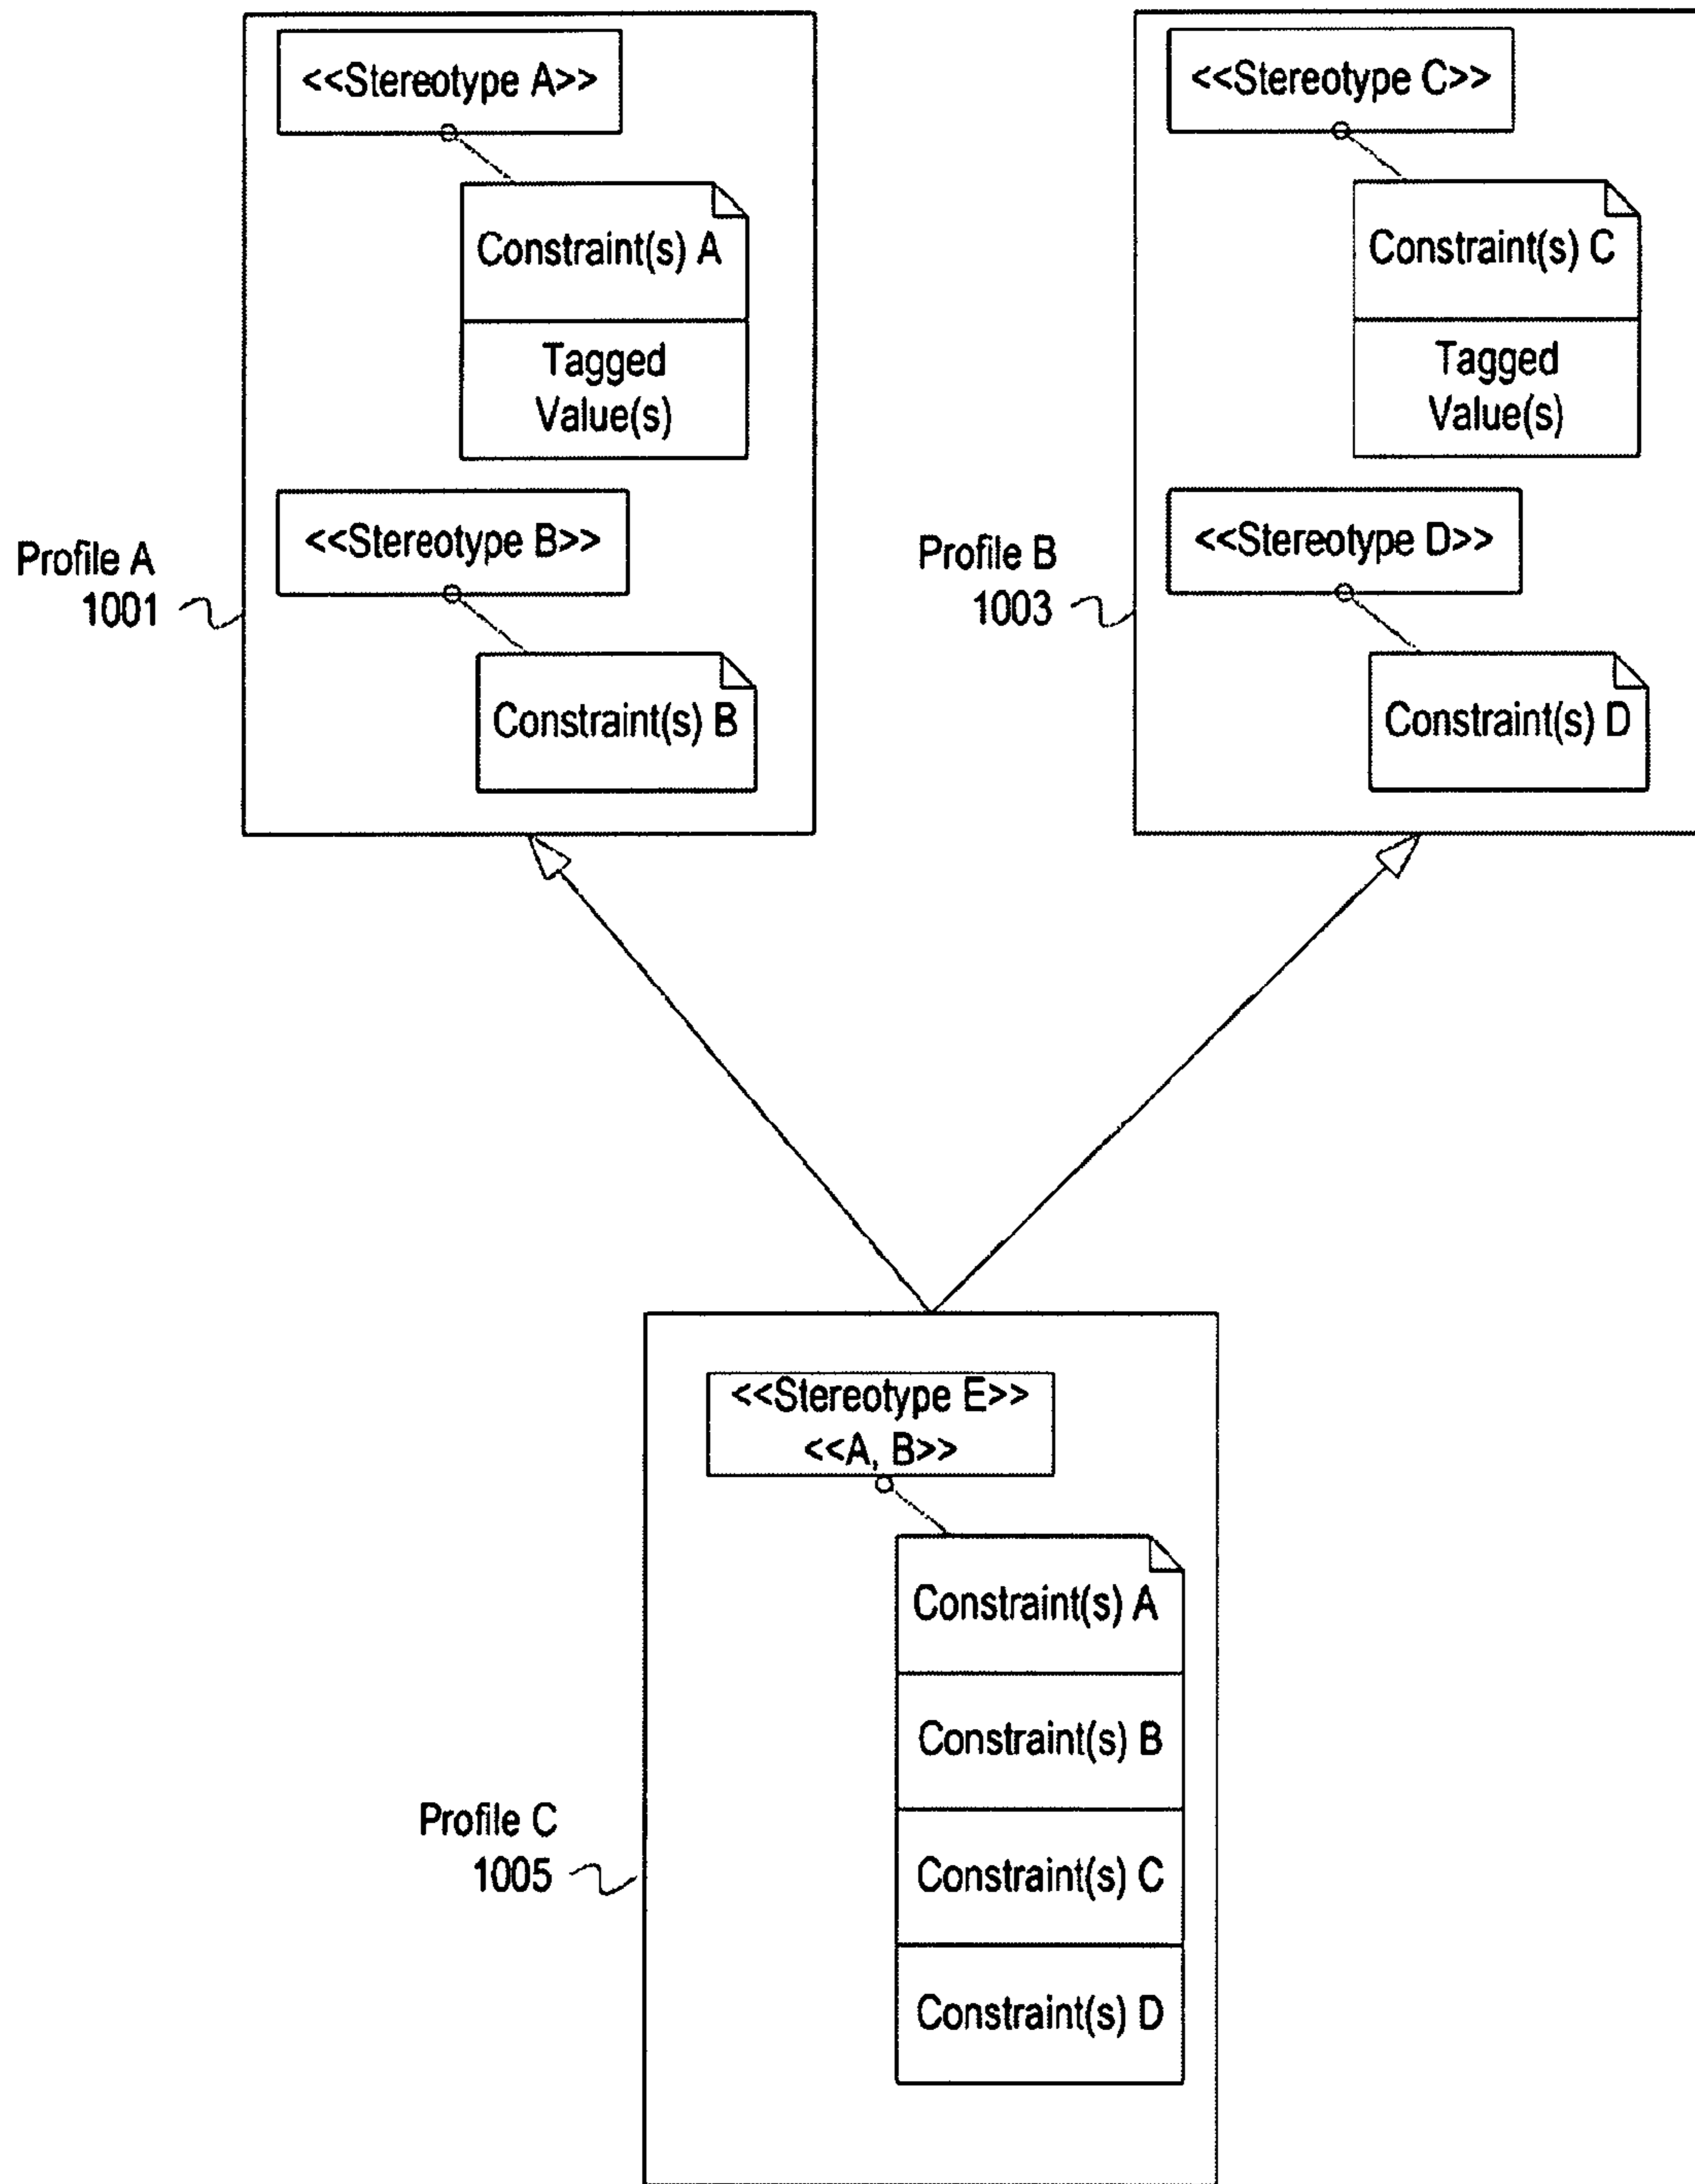 <<Stereotype A>>
Constraint(s) A
Tagged
Value(s)
<<Stereotype B>>
Constraint(s) B
Profile A
1001
<<Stereotype C>>
Constraint(s) C
Tagged
Value(s)
<<Stereotype D>>
Constraint(s) D
Profile B
1003
<<Stereotype E>>
<<A, B>>
Constraint(s) A
Constraint(s) B
Constraint(s) C
Constraint(s) D
Profile C
1005